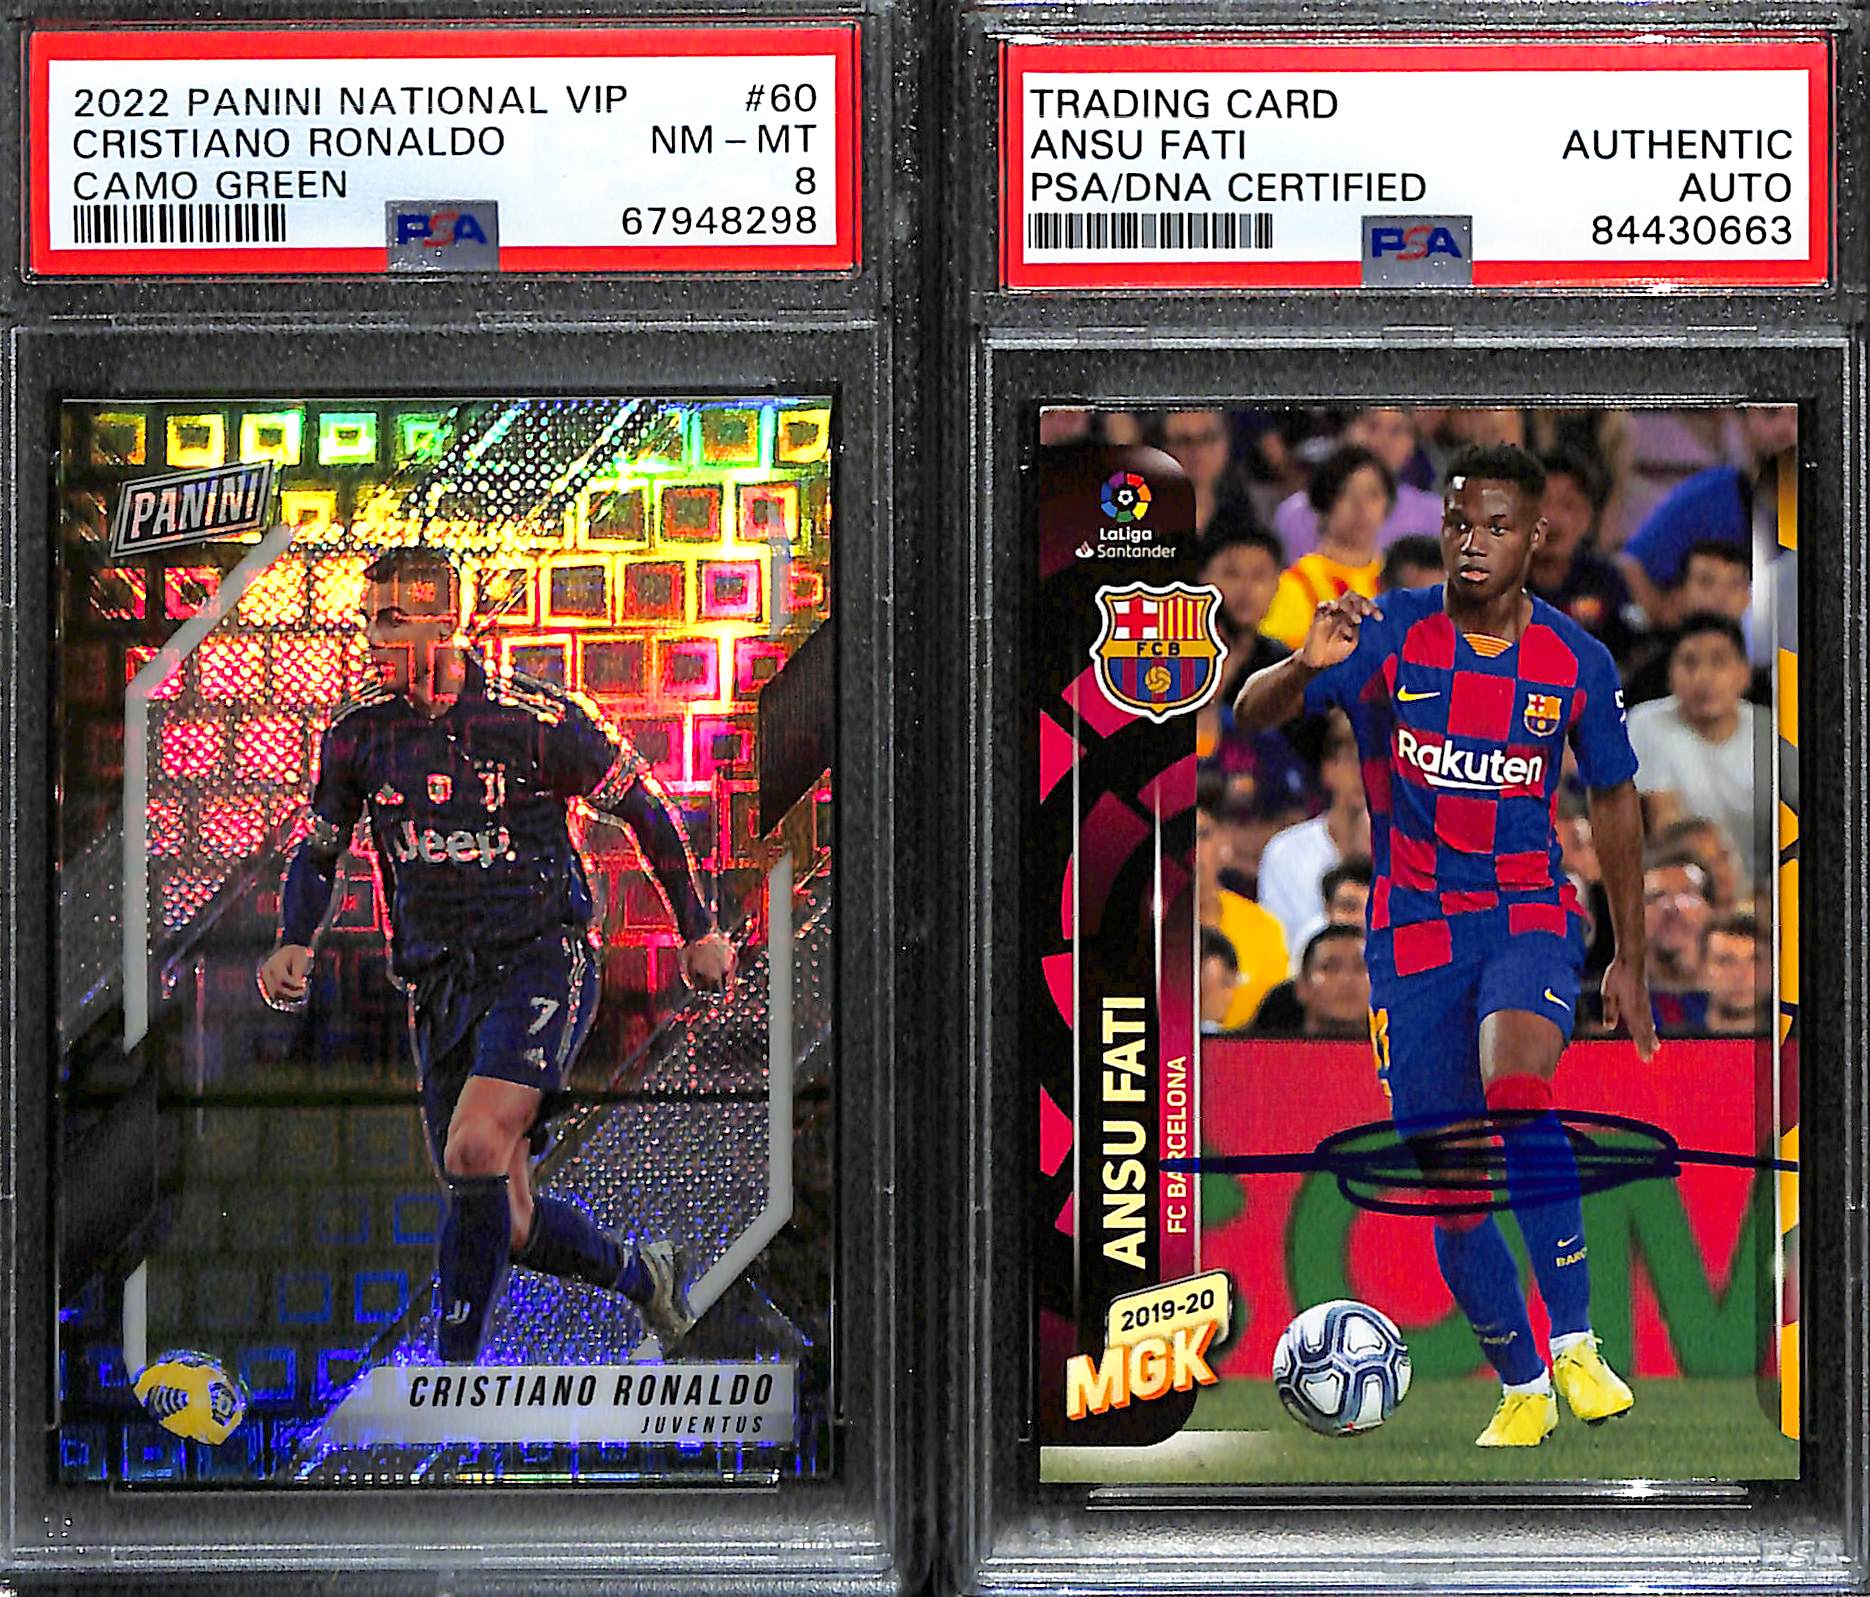 2022 PANINI NATIONAL VIP #60
CRISTIANO RONALDO NM - MT
CAMO GREEN 8
PSA 67948298
PANINI
Jeep
7
CRISTIANO RONALDO
JUVENTUS
TRADING CARD
ANSU FATI AUTHENTIC
PSA/DNA CERTIFIED AUTO
PSA 84430663
LaLiga
Santander
FCB
Rakuten
ANSU FATI
FC BARCELONA
2019-20
MGK